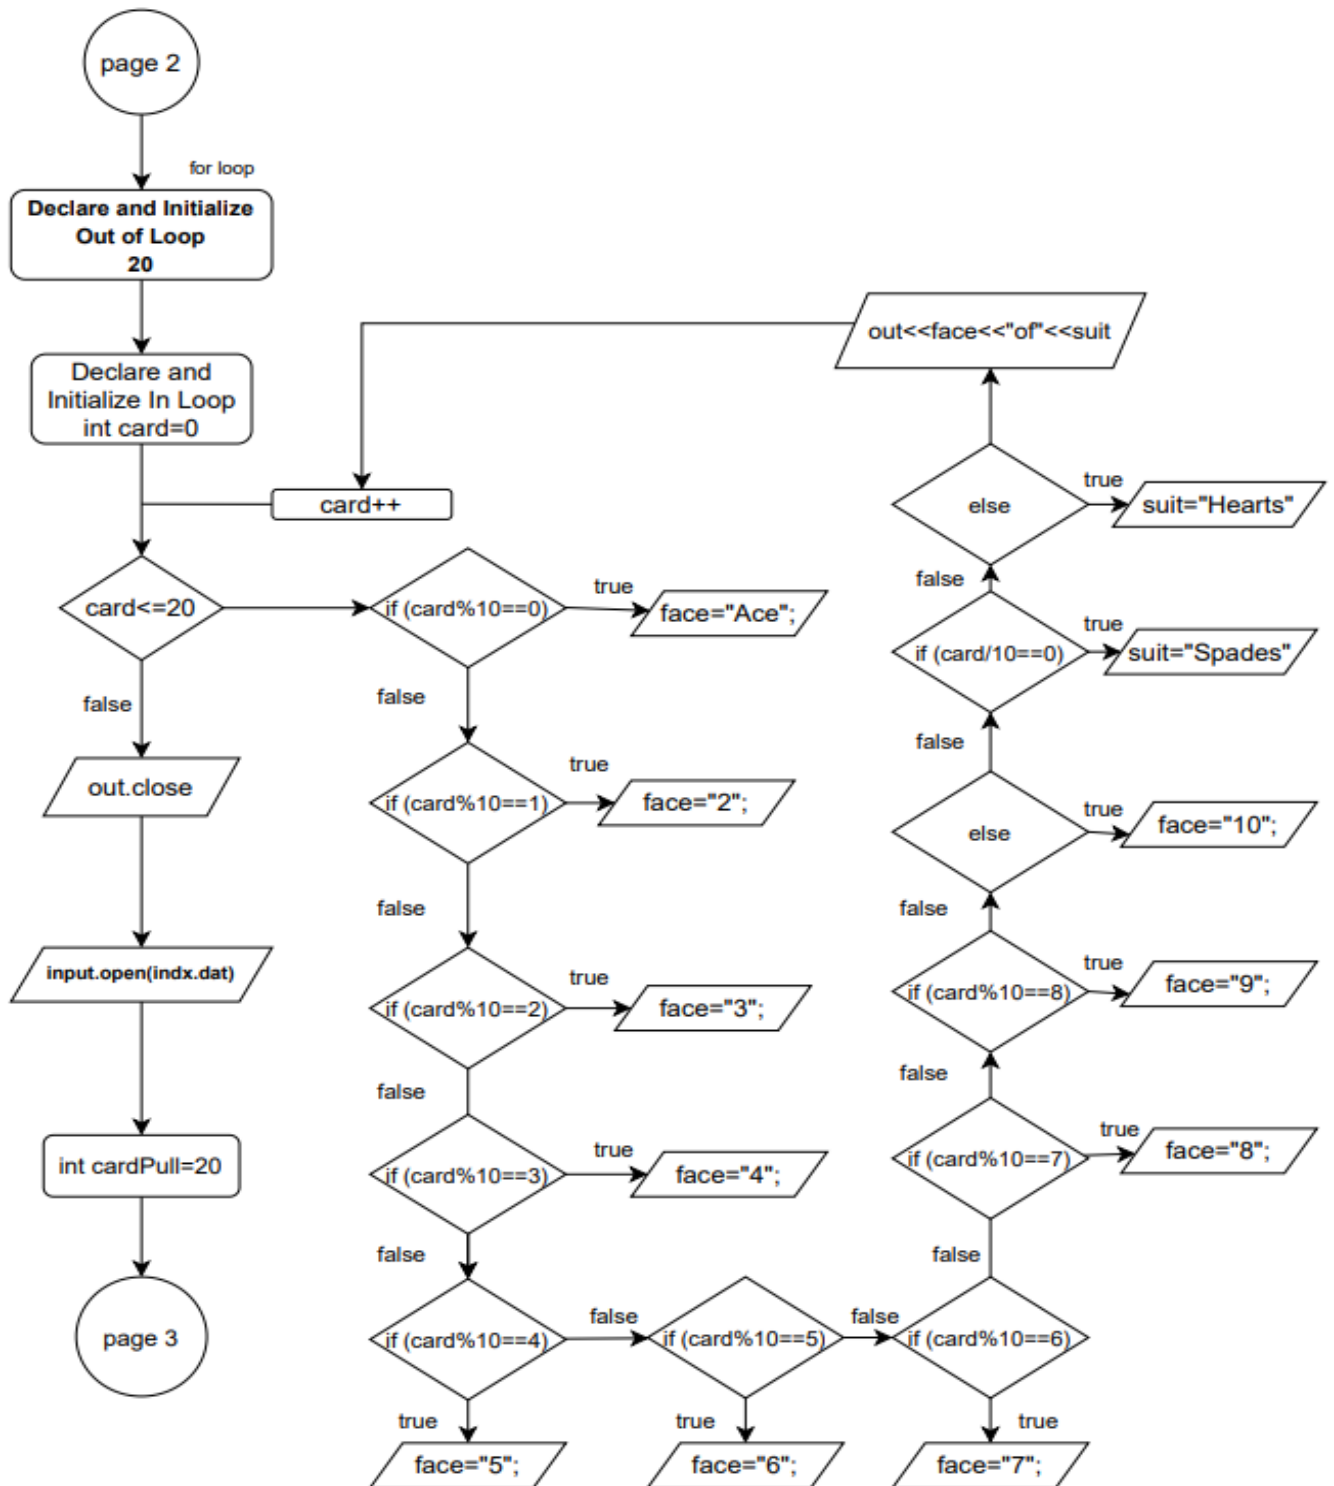 page 2
for loop
Declare and Initialize
Out of Loop
20
Declare and
Initialize In Loop
int card=0
card++
card<=20
false
out.close
input.open(indx.dat)
int cardPull=20
page 3
if (card%10==0)
true
face="Ace";
false
if (card%10==1)
true
face="2";
false
if (card%10==2)
true
face="3";
false
if (card%10==3)
true
face="4";
false
if (card%10==4)
true
face="5";
false
if (card%10==5)
true
face="6";
false
if (card%10==6)
true
face="7";
false
if (card%10==7)
true
face="8";
false
if (card%10==8)
true
face="9";
false
else
true
face="10";
false
if (card/10==0)
true
suit="Spades"
false
else
true
suit="Hearts"
out<<face<<"of"<<suit